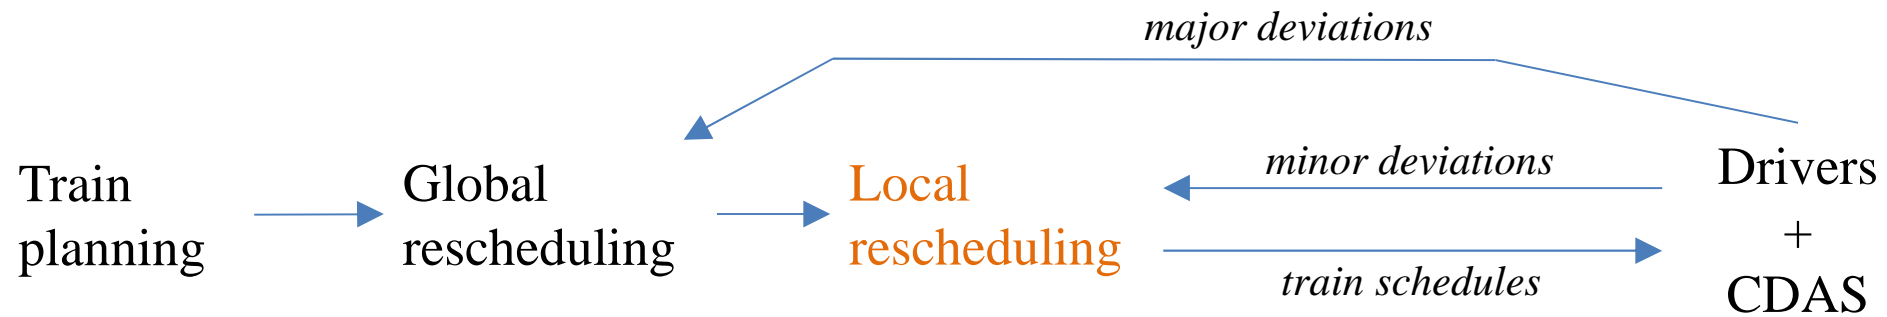 major deviations
Train
planning
Global
rescheduling
Local
rescheduling
minor deviations
train schedules
Drivers
+
CDAS